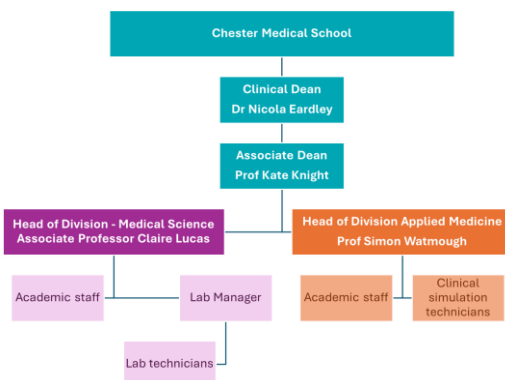 Chester Medical School
Clinical Dean
Dr Nicola Eardley
Associate Dean
Prof Kate Knight
Head of Division - Medical Science
Associate Professor Claire Lucas
Head of Division Applied Medicine
Prof Simon Watmough
Academic staff
Lab Manager
Academic staff
Clinical
simulation
technicians
Lab technicians